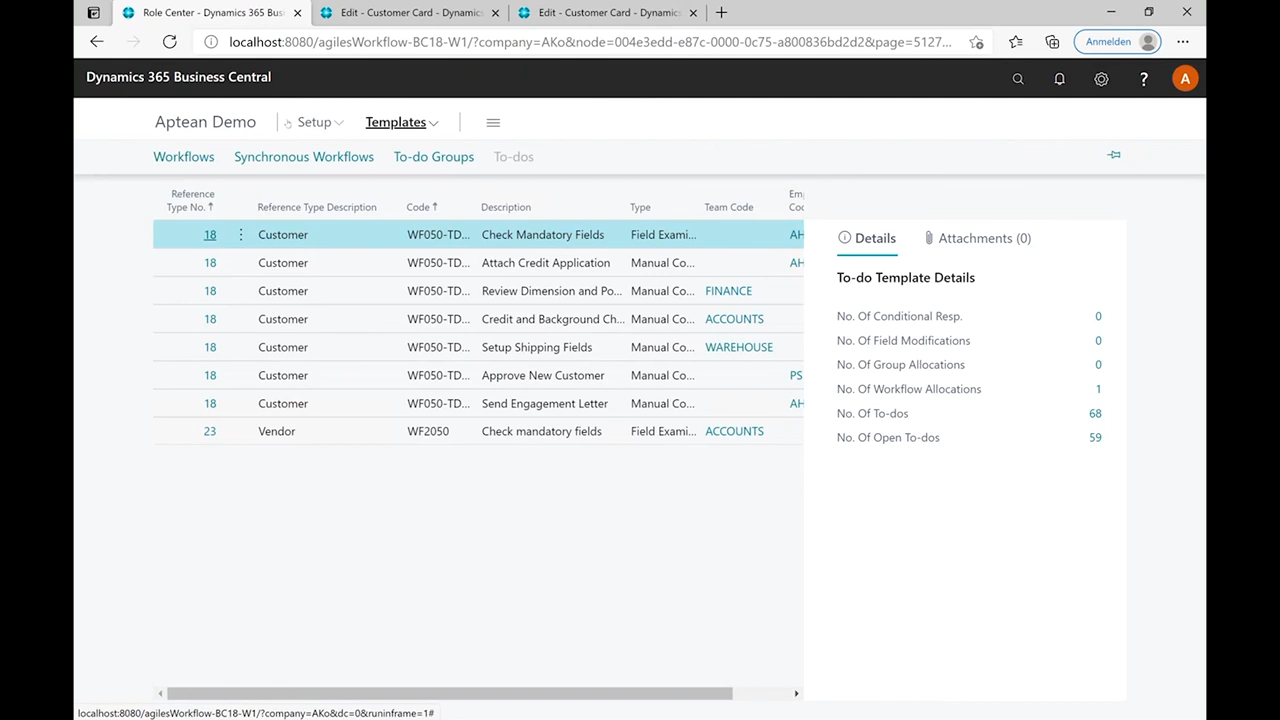 Role Center - Dynamics 365 Busi
Edit - Customer Card - Dynamics
Edit - Customer Card - Dynamics
localhost:8080/agilesWorkflow-BC18-W1/?company=AKo&node=004e3edd-e87c-0000-0c75-a800836bd2d2&page=5127...
Anmelden
Dynamics 365 Business Central
? A
Aptean Demo Setup Templates
Workflows Synchronous Workflows To-do Groups To-dos
Reference Type No.↑ Reference Type Description Code↑ Description Type Team Code
18 Customer WF050-TD... Check Mandatory Fields Field Exami... AH
18 Customer WF050-TD... Attach Credit Application Manual Co... AH
18 Customer WF050-TD... Review Dimension and Po... Manual Co... FINANCE
18 Customer WF050-TD... Credit and Background Ch... Manual Co... ACCOUNTS
18 Customer WF050-TD... Setup Shipping Fields Manual Co... WAREHOUSE
18 Customer WF050-TD... Approve New Customer Manual Co... PS
18 Customer WF050-TD... Send Engagement Letter Manual Co... AH
23 Vendor WF2050 Check mandatory fields Field Exami... ACCOUNTS
Details Attachments (0)
To-do Template Details
No. Of Conditional Resp. 0
No. Of Field Modifications 0
No. Of Group Allocations 0
No. Of Workflow Allocations 1
No. Of To-dos 68
No. Of Open To-dos 59
localhost:8080/agilesWorkflow-BC18-W1/?company=AKo&dc=0&runinframe=1#